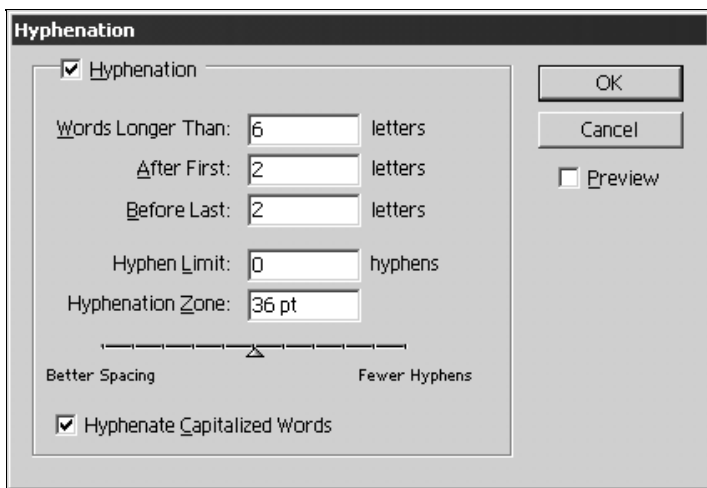 Hyphenation
Hyphenation
OK
Words Longer Than: 6 letters
Cancel
After First: 2 letters
Preview
Before Last: 2 letters
Hyphen Limit: 0 hyphens
Hyphenation Zone: 36 pt
Better Spacing Fewer Hyphens
Hyphenate Capitalized Words